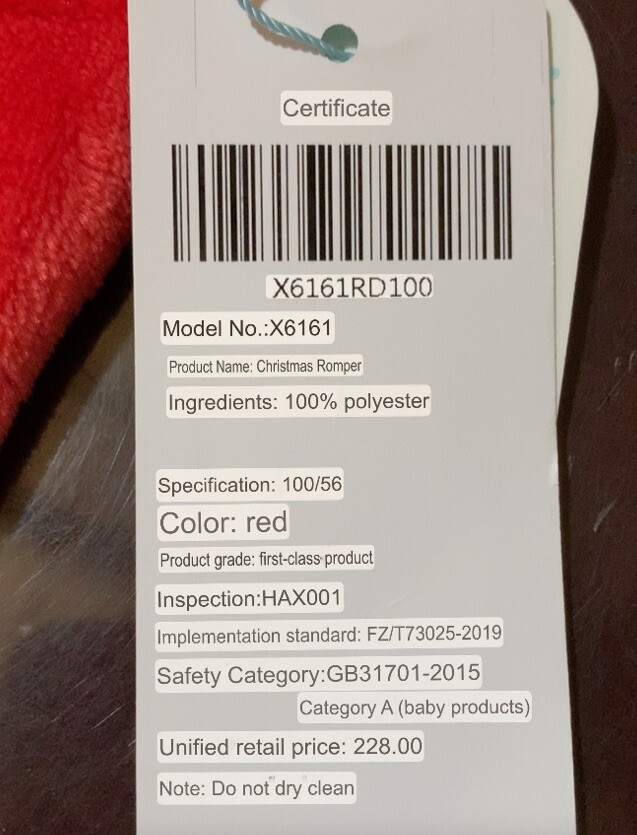 Certificate
X6161RD100
Model No.:X6161
Product Name: Christmas Romper
Ingredients: 100% polyester
Specification: 100/56
Color: red
Product grade: first-class product
Inspection:HAX001
Implementation standard: FZ/T73025-2019
Safety Category:GB31701-2015
Category A (baby products)
Unified retail price: 228.00
Note: Do not dry clean